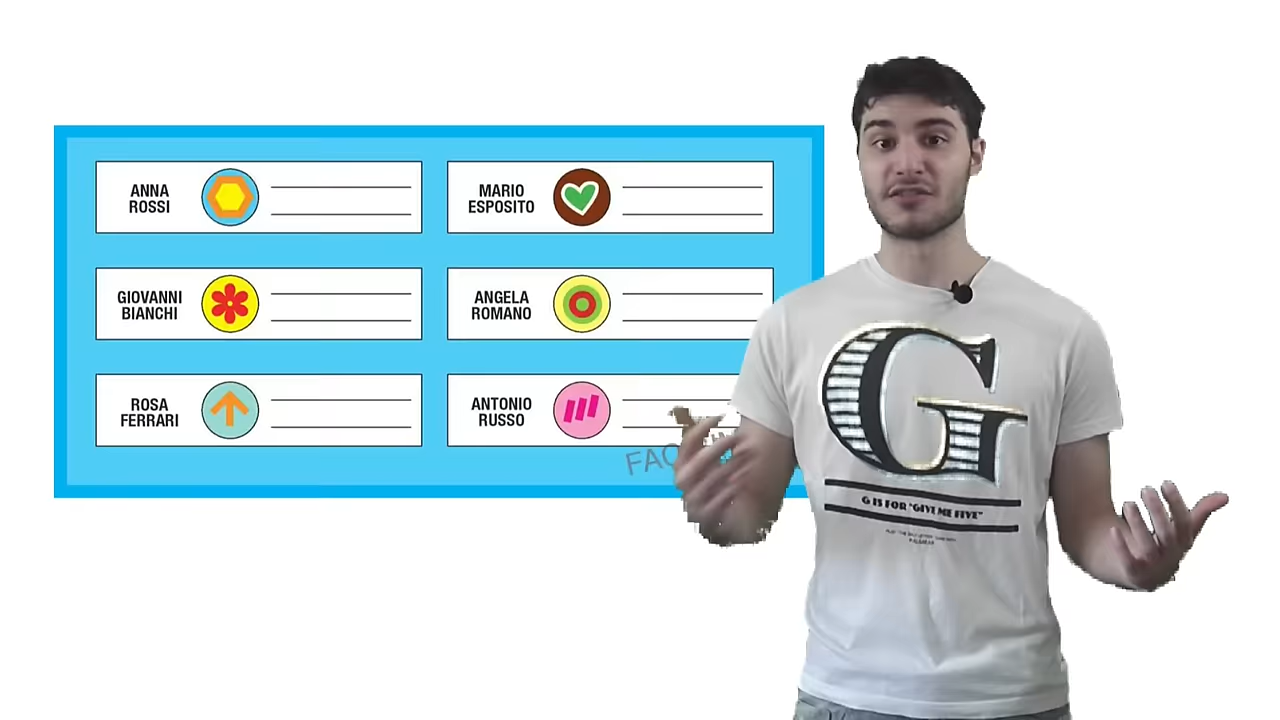 ANNA
ROSSI
MARIO
ESPOSITO
GIOVANNI
BIANCHI
ANGELA
ROMANO
ROSA
FERRARI
ANTONIO
RUSSO
G
G IS FOR "GIVE ME FIVE"